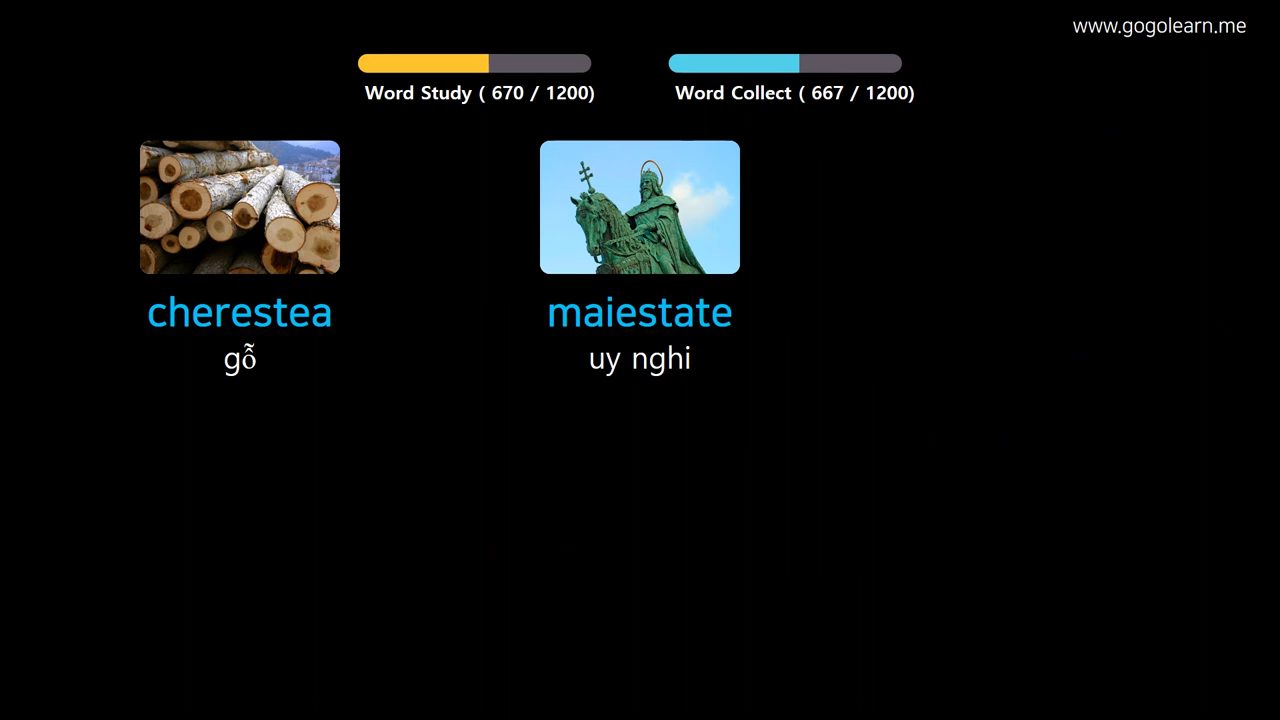 www.gogolearn.me
Word Study ( 670 / 1200)
Word Collect ( 667 / 1200)
cherestea
gỗ
maiestate
uy nghi